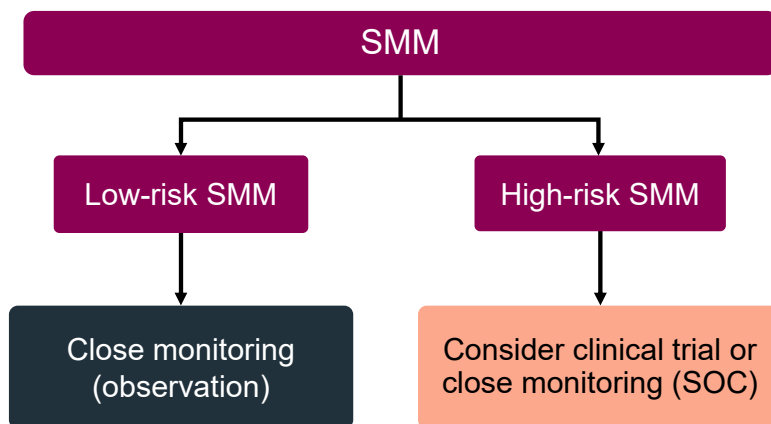 SMM
Low-risk SMM
High-risk SMM
Close monitoring
(observation)
Consider clinical trial or
close monitoring (SOC)